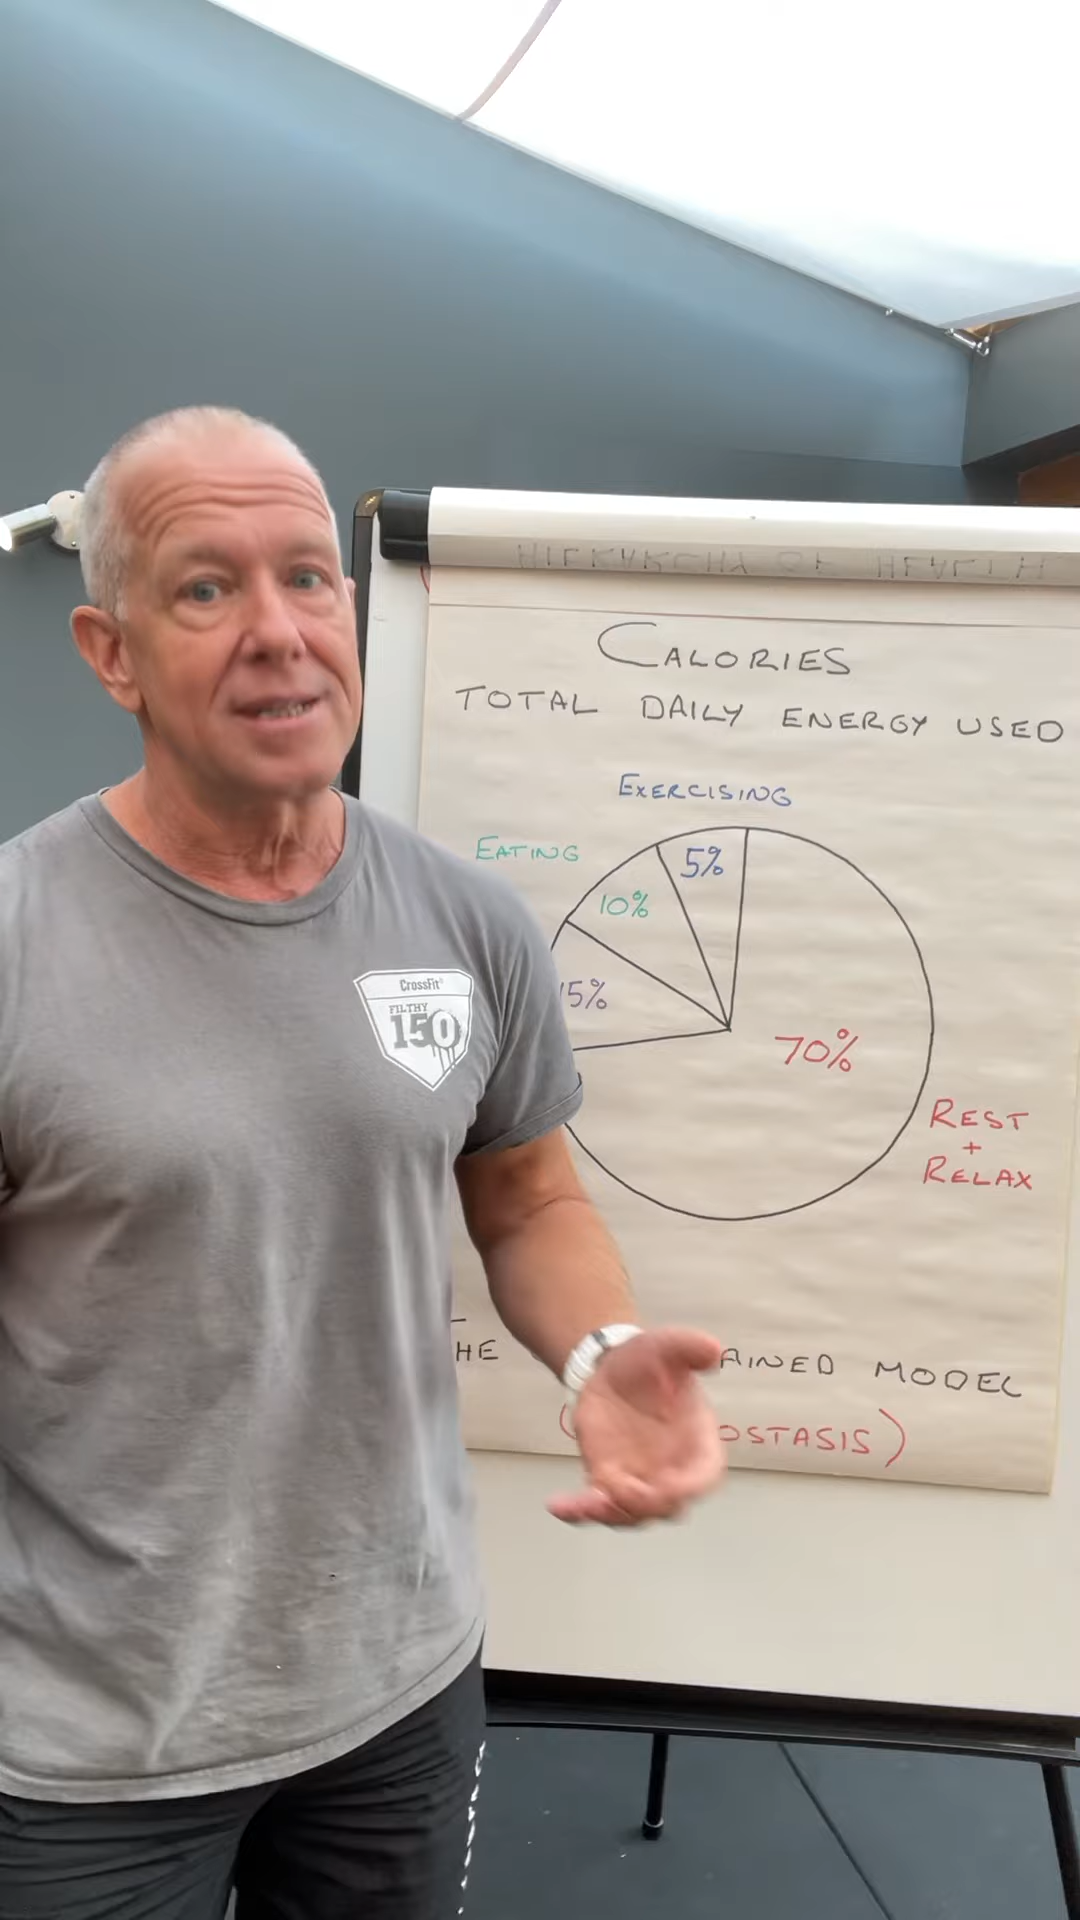 CALORIES
TOTAL DAILY ENERGY USED
EXERCISING
EATING
5%
10%
15%
70%
REST
+
RELAX
THE AINED MODEL
OSTASIS)
CrossFit®
FILTHY
150